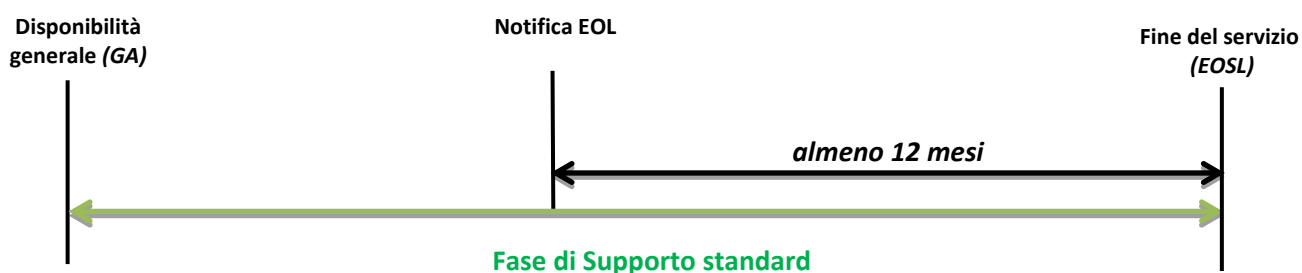 Disponibilità
generale (GA)
Notifica EOL
Fine del servizio
(EOSL)
almeno 12 mesi
Fase di Supporto standard